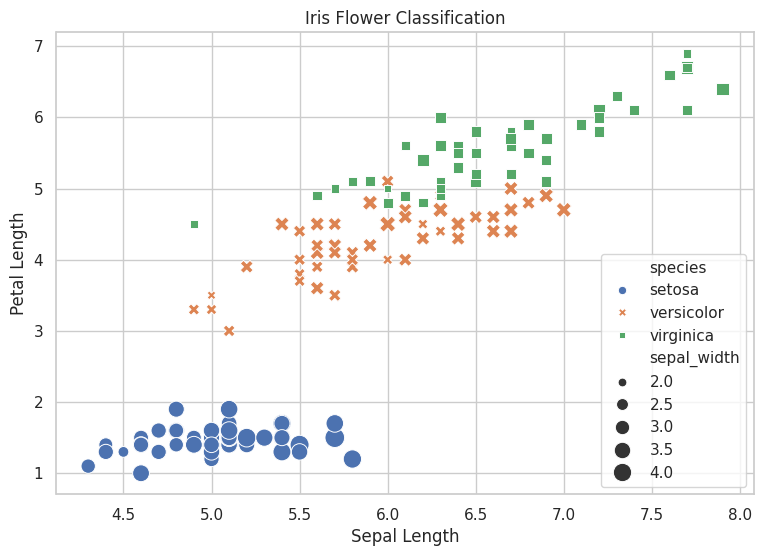 Iris Flower Classification
Petal Length
7
6
5
4
3
2
1
4.5 5.0 5.5 6.0 6.5 7.0 7.5 8.0
Sepal Length
species
setosa
versicolor
virginica
sepal_width
2.0
2.5
3.0
3.5
4.0